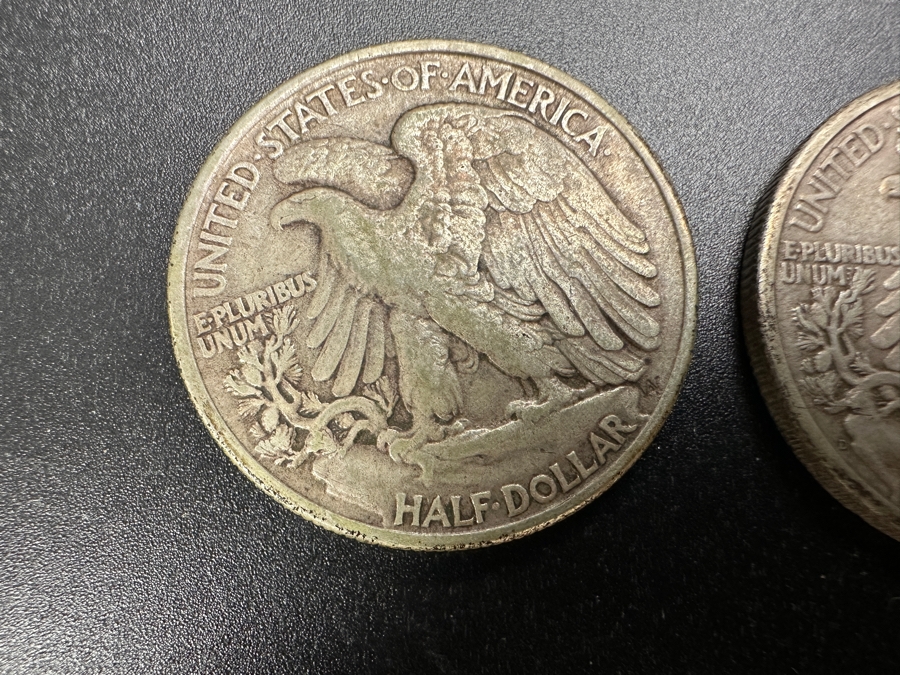 UNITED·STATES·OF·AMERICA·
E·PLURIBUS
UNUM
HALF·DOLLAR
UNITED·
E·PLURIBUS
UNUM